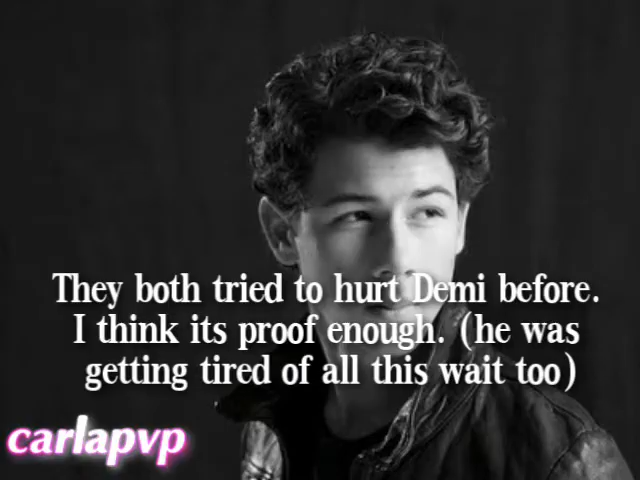 They both tried to hurt Demi before.
I think its proof enough. (he was
getting tired of all this wait too)
carlapvp